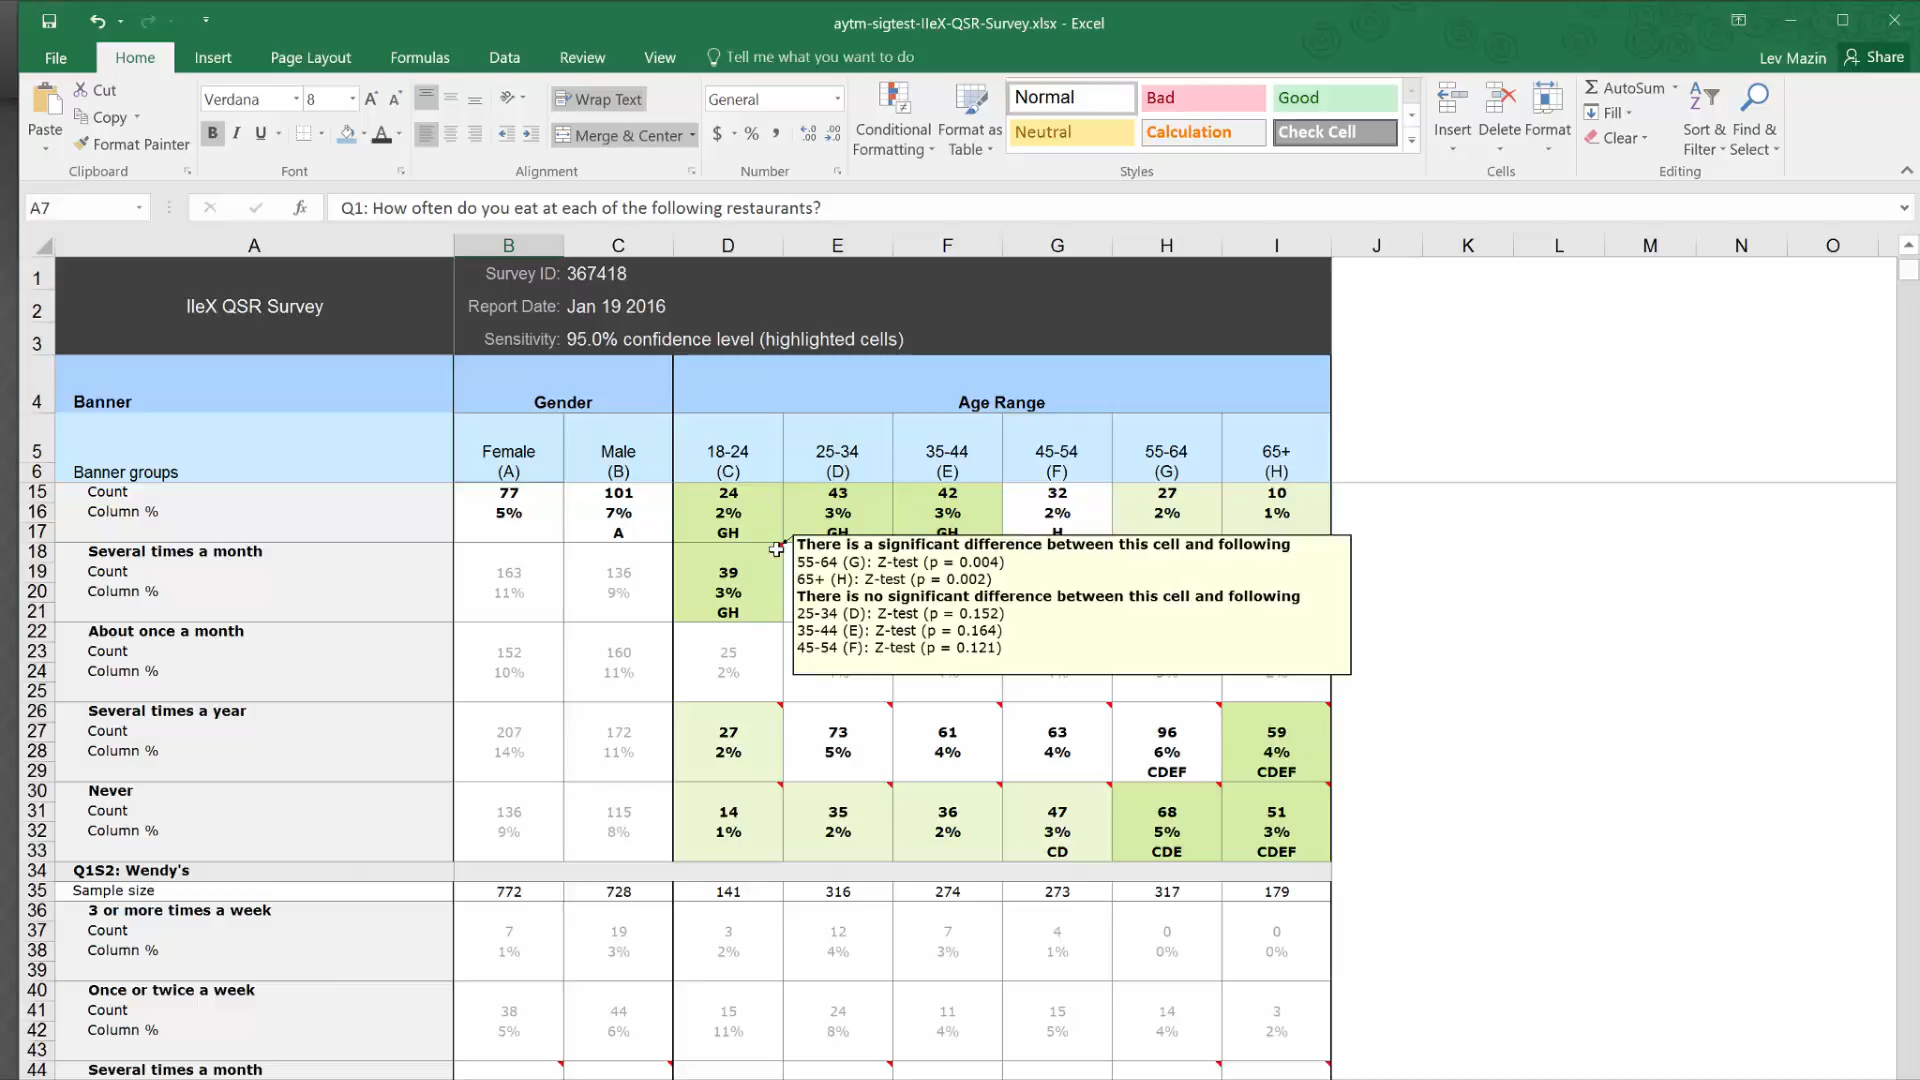 aytm-sigtest-IIeX-QSR-Survey.xlsx - Excel
File Home Insert Page Layout Formulas Data Review View Tell me what you want to do Lev Mazin Share
Paste Cut Copy Format Painter Clipboard
Verdana 8 B I U A Font
Wrap Text Merge & Center Alignment
General $ % , Number
Conditional Formatting Format as Table
Normal Bad Good
Neutral Calculation Check Cell
Styles
Insert Delete Format Cells
AutoSum Fill Clear Sort & Filter Find & Select Editing
A7 fx Q1: How often do you eat at each of the following restaurants?
A B C D E F G H I J K L M N O
1 Survey ID: 367418
2 IIeX QSR Survey Report Date: Jan 19 2016
3 Sensitivity: 95.0% confidence level (highlighted cells)
4 Banner Gender Age Range
5 Female Male 18-24 25-34 35-44 45-54 55-64 65+
6 Banner groups (A) (B) (C) (D) (E) (F) (G) (H)
15 Count 77 101 24 43 42 32 27 10
16 Column % 5% 7% 2% 3% 3% 2% 2% 1%
17 A GH GH GH H
18 Several times a month
19 Count 163 136 39
20 Column % 11% 9% 3%
21 GH
There is a significant difference between this cell and following
55-64 (G): Z-test (p = 0.004)
65+ (H): Z-test (p = 0.002)
There is no significant difference between this cell and following
25-34 (D): Z-test (p = 0.152)
35-44 (E): Z-test (p = 0.164)
45-54 (F): Z-test (p = 0.121)
22 About once a month
23 Count 152 160 25
24 Column % 10% 11% 2%
25
26 Several times a year
27 Count 207 172 27 73 61 63 96 59
28 Column % 14% 11% 2% 5% 4% 4% 6% 4%
29 CDEF CDEF
30 Never
31 Count 136 115 14 35 36 47 68 51
32 Column % 9% 8% 1% 2% 2% 3% 5% 3%
33 CD CDE CDEF
34 Q1S2: Wendy's
35 Sample size 772 728 141 316 274 273 317 179
36 3 or more times a week
37 Count 7 19 3 12 7 4 0 0
38 Column % 1% 3% 2% 4% 3% 1% 0% 0%
39
40 Once or twice a week
41 Count 38 44 15 24 11 15 14 3
42 Column % 5% 6% 11% 8% 4% 5% 4% 2%
43
44 Several times a month